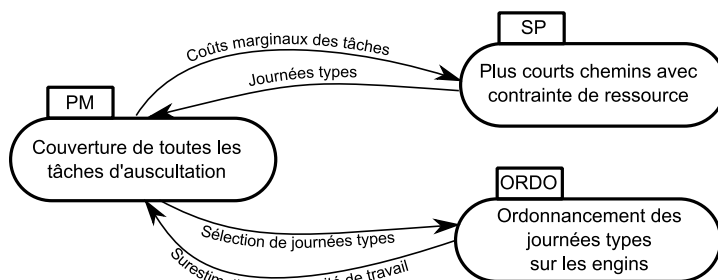 SP
Coûts marginaux des tâches
Plus courts chemins avec
contrainte de ressource
Journées types
PM
Couverture de toutes les
tâches d'auscultation
ORDO
Ordonnancement des
journées types
sur les engins
Sélection de journées types
de travail